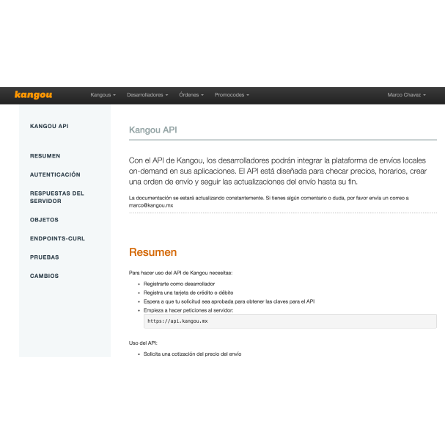 kangou
Kangous
Desarrolladores
Órdenes
Promocodes
Marco Chavez
KANGOU API
RESUMEN
AUTENTICACIÓN
RESPUESTAS DEL
SERVIDOR
OBJETOS
ENDPOINTS-CURL
PRUEBAS
CAMBIOS
Kangou API
Con el API de Kangou, los desarrolladores podrán integrar la plataforma de envíos locales
on-demand en sus aplicaciones. El API está diseñada para checar precios, horarios, crear
una orden de envío y seguir las actualizaciones del envío hasta su fin.
La documentación se estará actualizando constantemente. Si tienes algún comentario o duda, por favor envía un correo a
marco@kangou.mx
Resumen
Para hacer uso del API de Kangou necesitas:
Registrarte como desarrollador
Registra una tarjeta de crédito o débito
Espera a que tu solicitud sea aprobada para obtener las claves para el API
Empieza a hacer peticiones al servidor:
https://api.kangou.mx
Uso del API:
Solicita una cotización del precio del envío